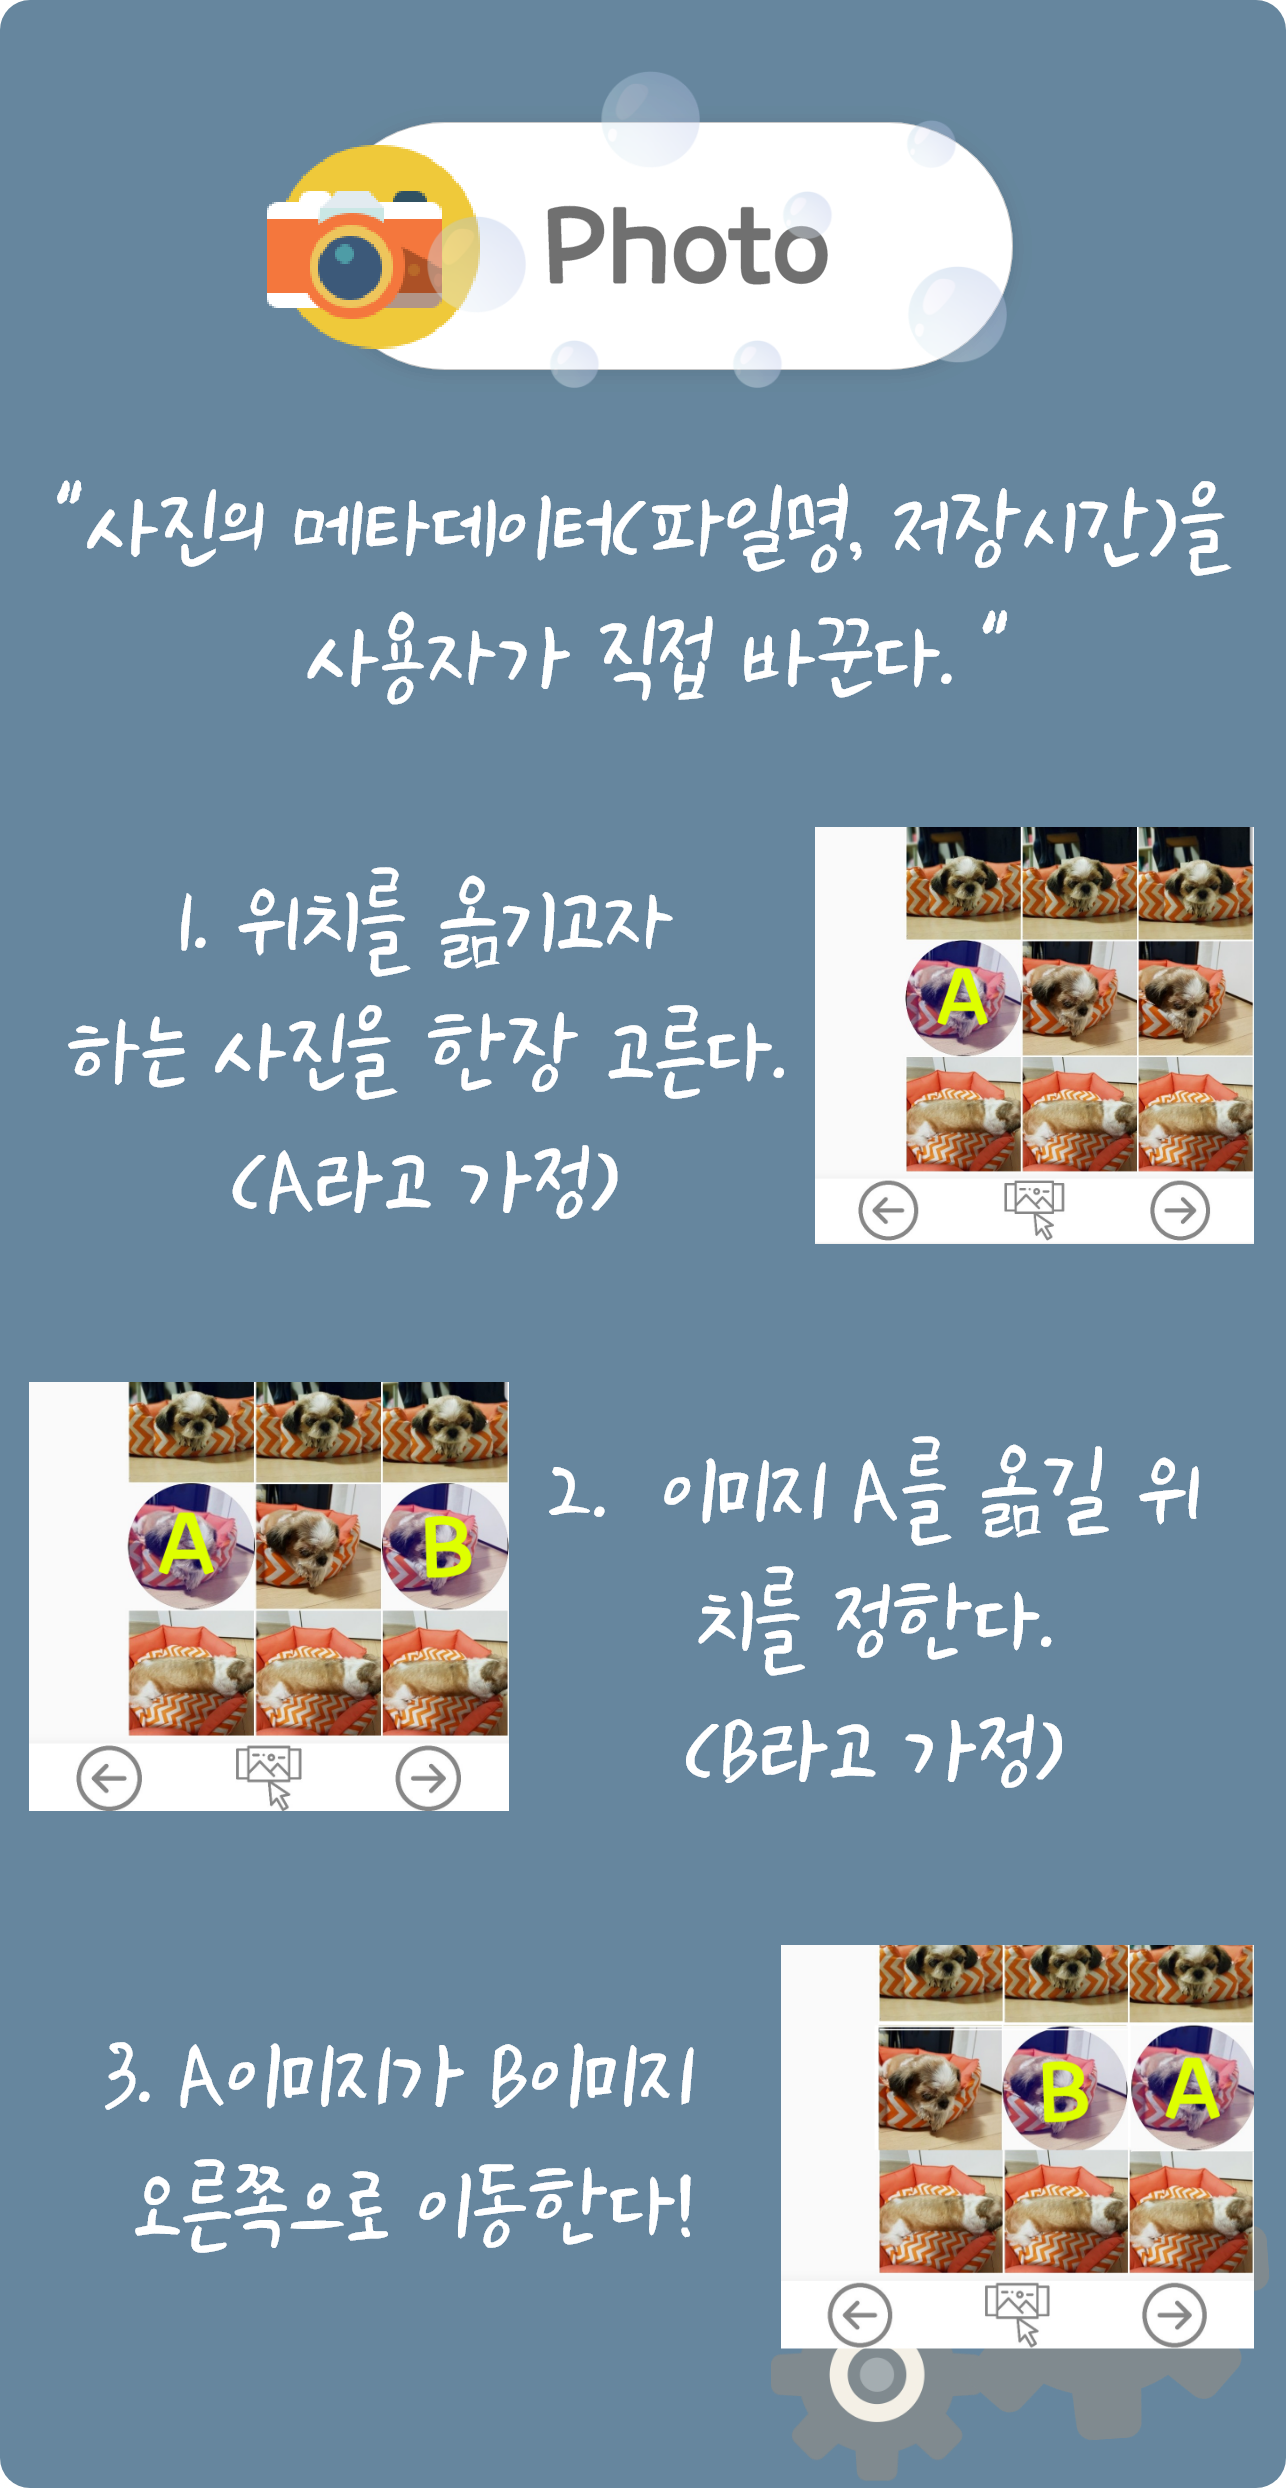 Photo
"사진의 메타데이터(파일명, 저장시간)을
사용자가 직접 바꾼다. "
1. 위치를 옮기고자
하는 사진을 한장 고른다.
(A라고 가정)
A
A
B
2. 이미지 A를 옮길 위
치를 정한다.
(B라고 가정)
3. A이미지가 B이미지
오른쪽으로 이동한다!
B
A